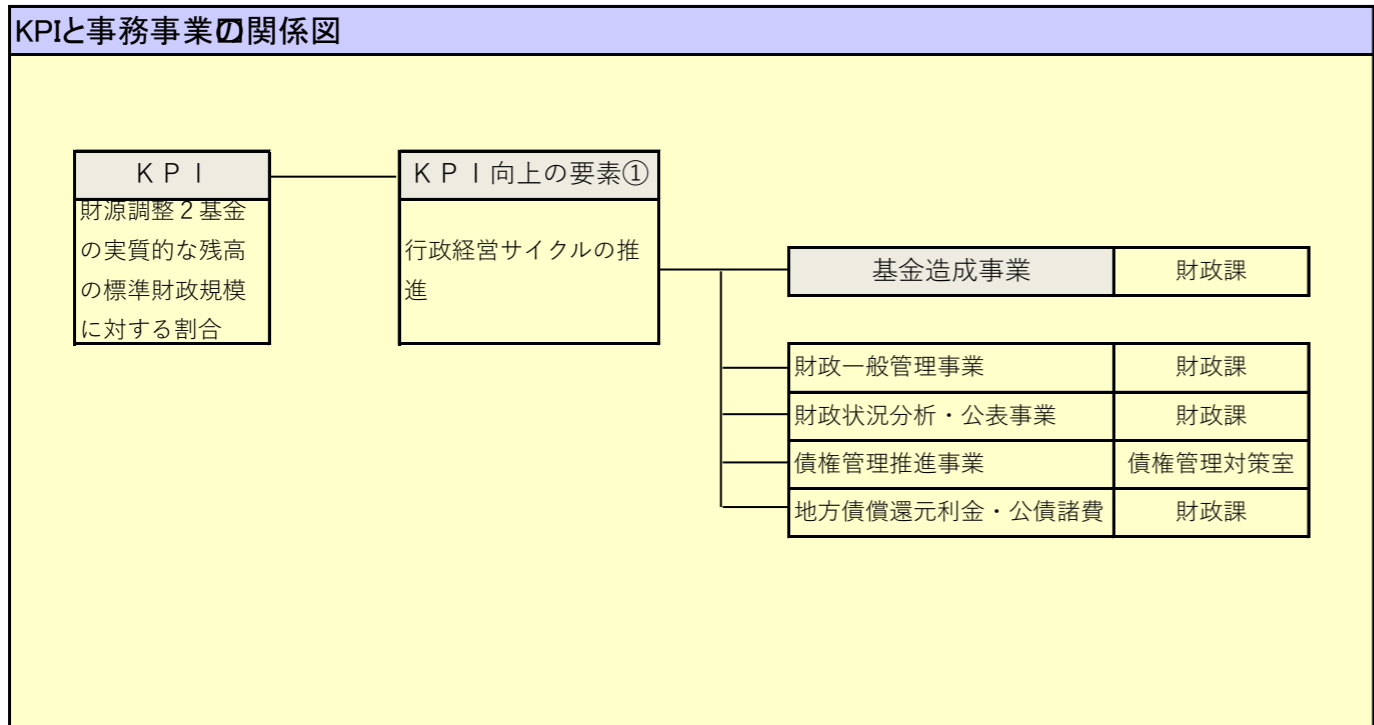 KPIと事務事業の関係図
ＫＰＩ
財源調整２基金
の実質的な残高
の標準財政規模
に対する割合
ＫＰＩ向上の要素①
行政経営サイクルの推
進
基金造成事業 財政課
財政一般管理事業 財政課
財政状況分析・公表事業 財政課
債権管理推進事業 債権管理対策室
地方債償還元利金・公債諸費 財政課